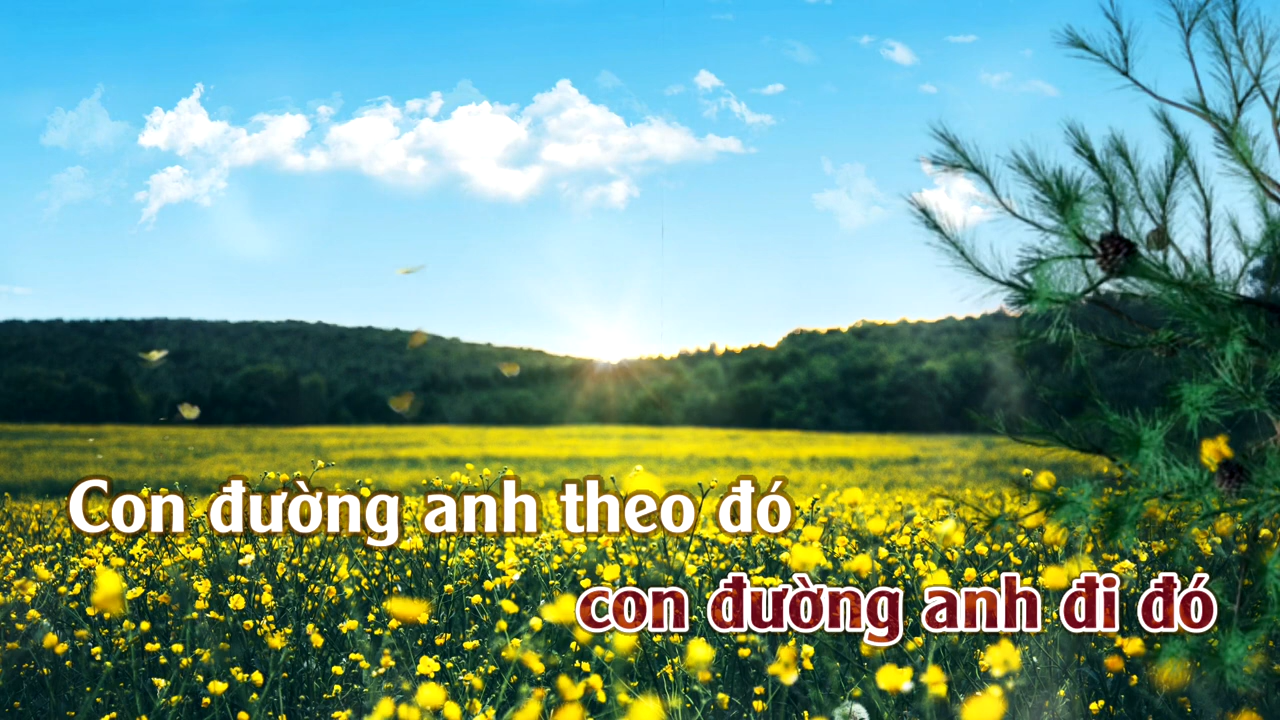 Con đường anh theo đó
con đường anh đi đó